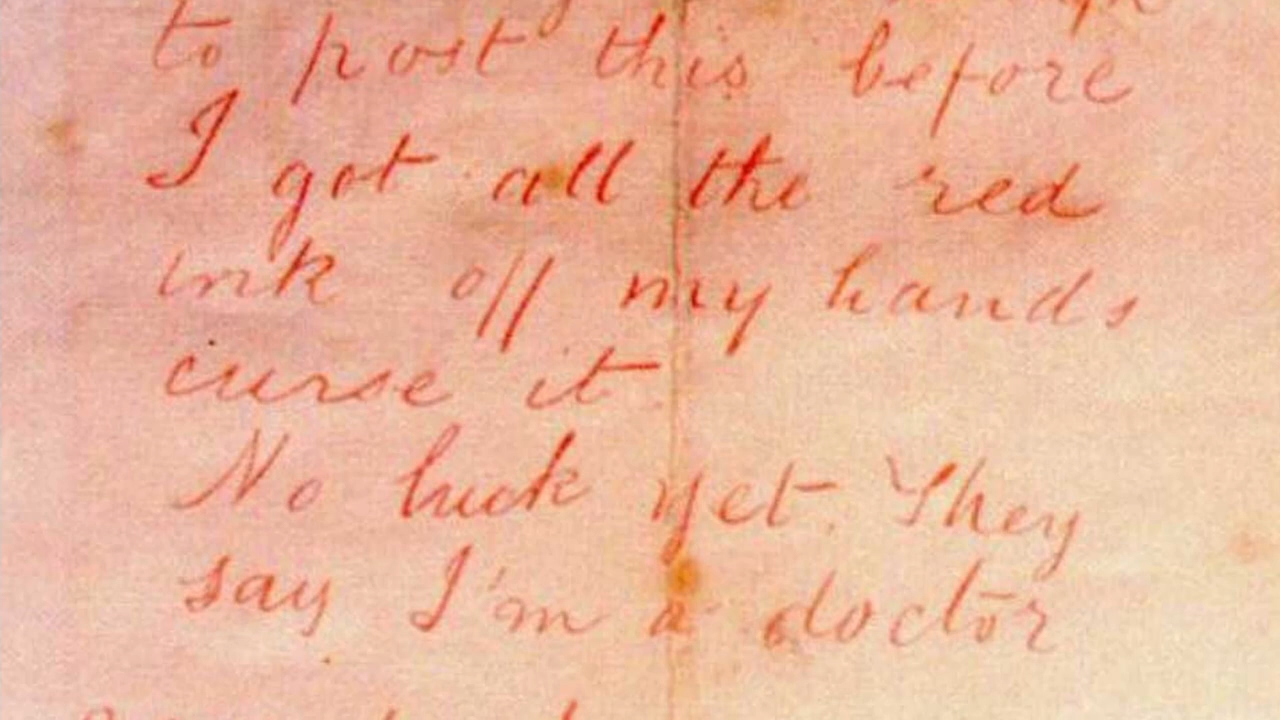 to post this before
I got all the red
ink off my hands
curse it.
No luck yet. They
say I'm a doctor